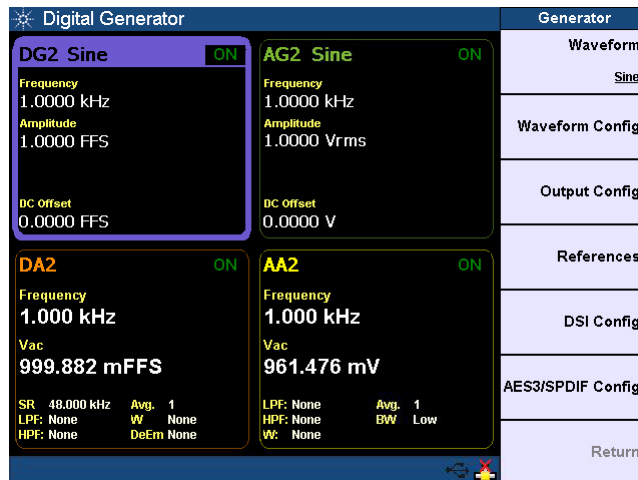 Digital Generator
DG2 Sine ON
Frequency
1.0000 kHz
Amplitude
1.0000 FFS
DC Offset
0.0000 FFS
AG2 Sine ON
Frequency
1.0000 kHz
Amplitude
1.0000 Vrms
DC Offset
0.0000 V
DA2 ON
Frequency
1.000 kHz
Vac
999.882 mFFS
SR 48.000 kHz Avg. 1
LPF: None W None
HPF: None DeEm None
AA2 ON
Frequency
1.000 kHz
Vac
961.476 mV
LPF: None Avg. 1
HPF: None BW Low
W: None
Generator
Waveform
Sine
Waveform Config
Output Config
References
DSI Config
AES3/SPDIF Config
Return